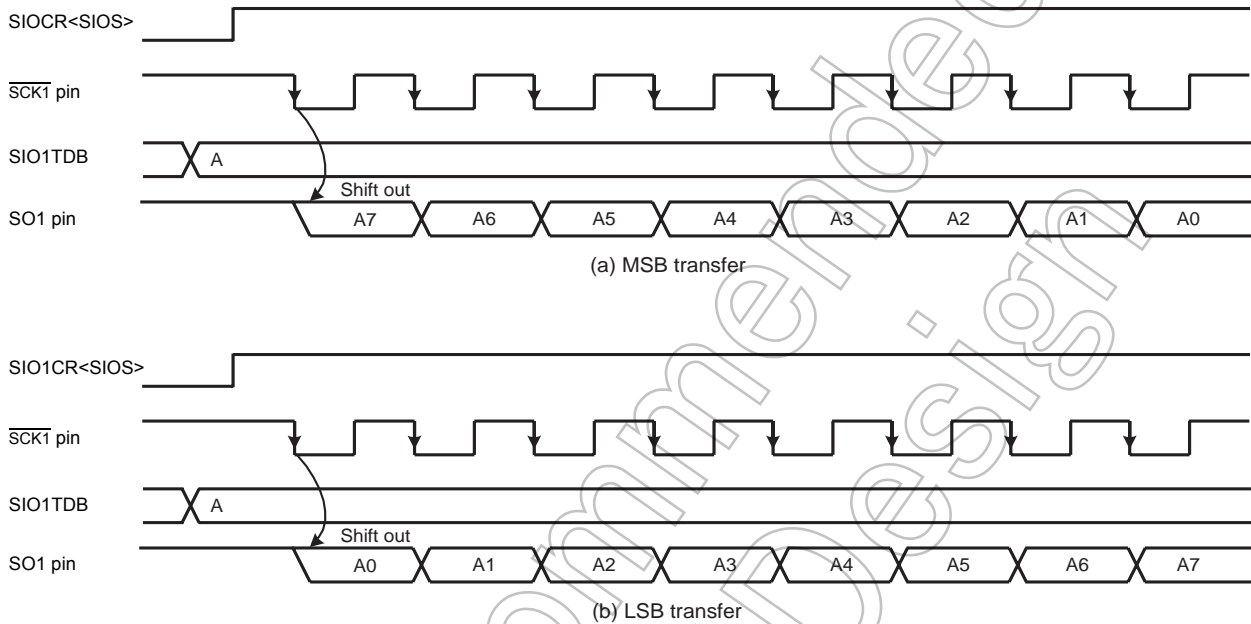 SIOCR<SIOS>
SCK1 pin
SIO1TDB
A
Shift out
SO1 pin
A7 A6 A5 A4 A3 A2 A1 A0
(a) MSB transfer
SIO1CR<SIOS>
SCK1 pin
SIO1TDB
A
Shift out
SO1 pin
A0 A1 A2 A3 A4 A5 A6 A7
(b) LSB transfer
ommended
Design